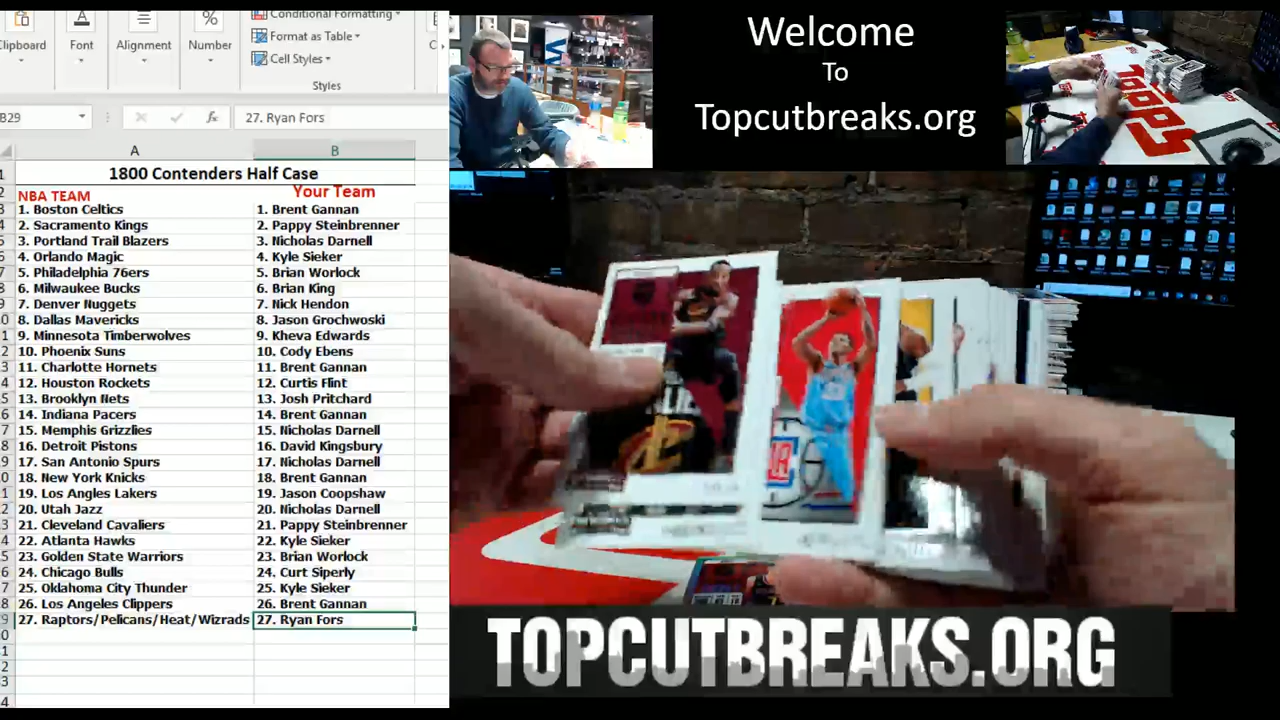 Clipboard
Font
Alignment
Number
Conditional Formatting
Format as Table
Cell Styles
Styles
B29
fx
27. Ryan Fors
A B
1 1800 Contenders Half Case
2 NBA TEAM Your Team
1. Boston Celtics 1. Brent Gannan
2. Sacramento Kings 2. Pappy Steinbrenner
3. Portland Trail Blazers 3. Nicholas Darnell
4. Orlando Magic 4. Kyle Sieker
5. Philadelphia 76ers 5. Brian Worlock
6. Milwaukee Bucks 6. Brian King
7. Denver Nuggets 7. Nick Hendon
8. Dallas Mavericks 8. Jason Grochwoski
9. Minnesota Timberwolves 9. Kheva Edwards
10. Phoenix Suns 10. Cody Ebens
11. Charlotte Hornets 11. Brent Gannan
12. Houston Rockets 12. Curtis Flint
13. Brooklyn Nets 13. Josh Pritchard
14. Indiana Pacers 14. Brent Gannan
15. Memphis Grizzlies 15. Nicholas Darnell
16. Detroit Pistons 16. David Kingsbury
17. San Antonio Spurs 17. Nicholas Darnell
18. New York Knicks 18. Brent Gannan
19. Los Angles Lakers 19. Jason Coopshaw
20. Utah Jazz 20. Nicholas Darnell
21. Cleveland Cavaliers 21. Pappy Steinbrenner
22. Atlanta Hawks 22. Kyle Sieker
23. Golden State Warriors 23. Brian Worlock
24. Chicago Bulls 24. Curt Siperly
25. Oklahoma City Thunder 25. Kyle Sieker
26. Los Angeles Clippers 26. Brent Gannan
27. Raptors/Pelicans/Heat/Wizrads 27. Ryan Fors
Welcome
To
Topcutbreaks.org
TOPPS
TOPCUTBREAKS.ORG